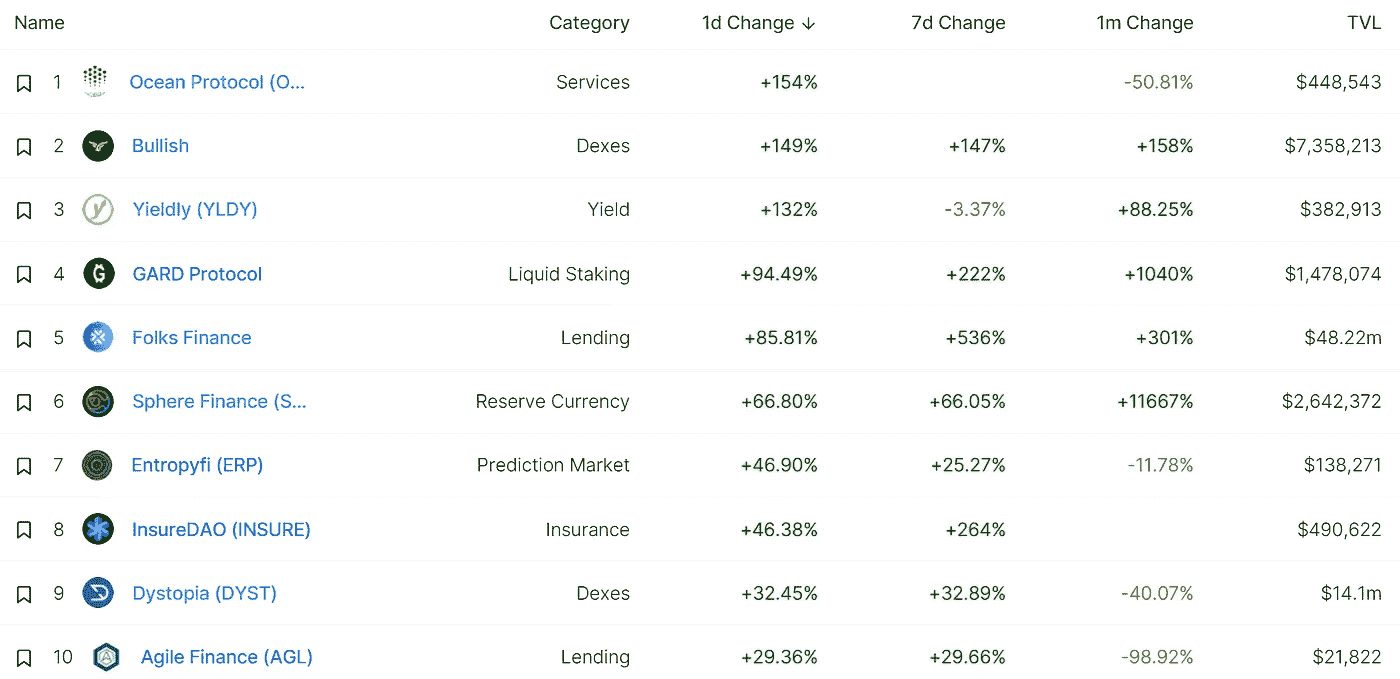 Name Category 1d Change ↓ 7d Change 1m Change TVL
1 Ocean Protocol (O... Services +154% -50.81% $448,543
2 Bullish Dexes +149% +147% +158% $7,358,213
3 Yieldly (YLDY) Yield +132% -3.37% +88.25% $382,913
4 GARD Protocol Liquid Staking +94.49% +222% +1040% $1,478,074
5 Folks Finance Lending +85.81% +536% +301% $48.22m
6 Sphere Finance (S... Reserve Currency +66.80% +66.05% +11667% $2,642,372
7 Entropyfi (ERP) Prediction Market +46.90% +25.27% -11.78% $138,271
8 InsureDAO (INSURE) Insurance +46.38% +264% $490,622
9 Dystopia (DYST) Dexes +32.45% +32.89% -40.07% $14.1m
10 Agile Finance (AGL) Lending +29.36% +29.66% -98.92% $21,822